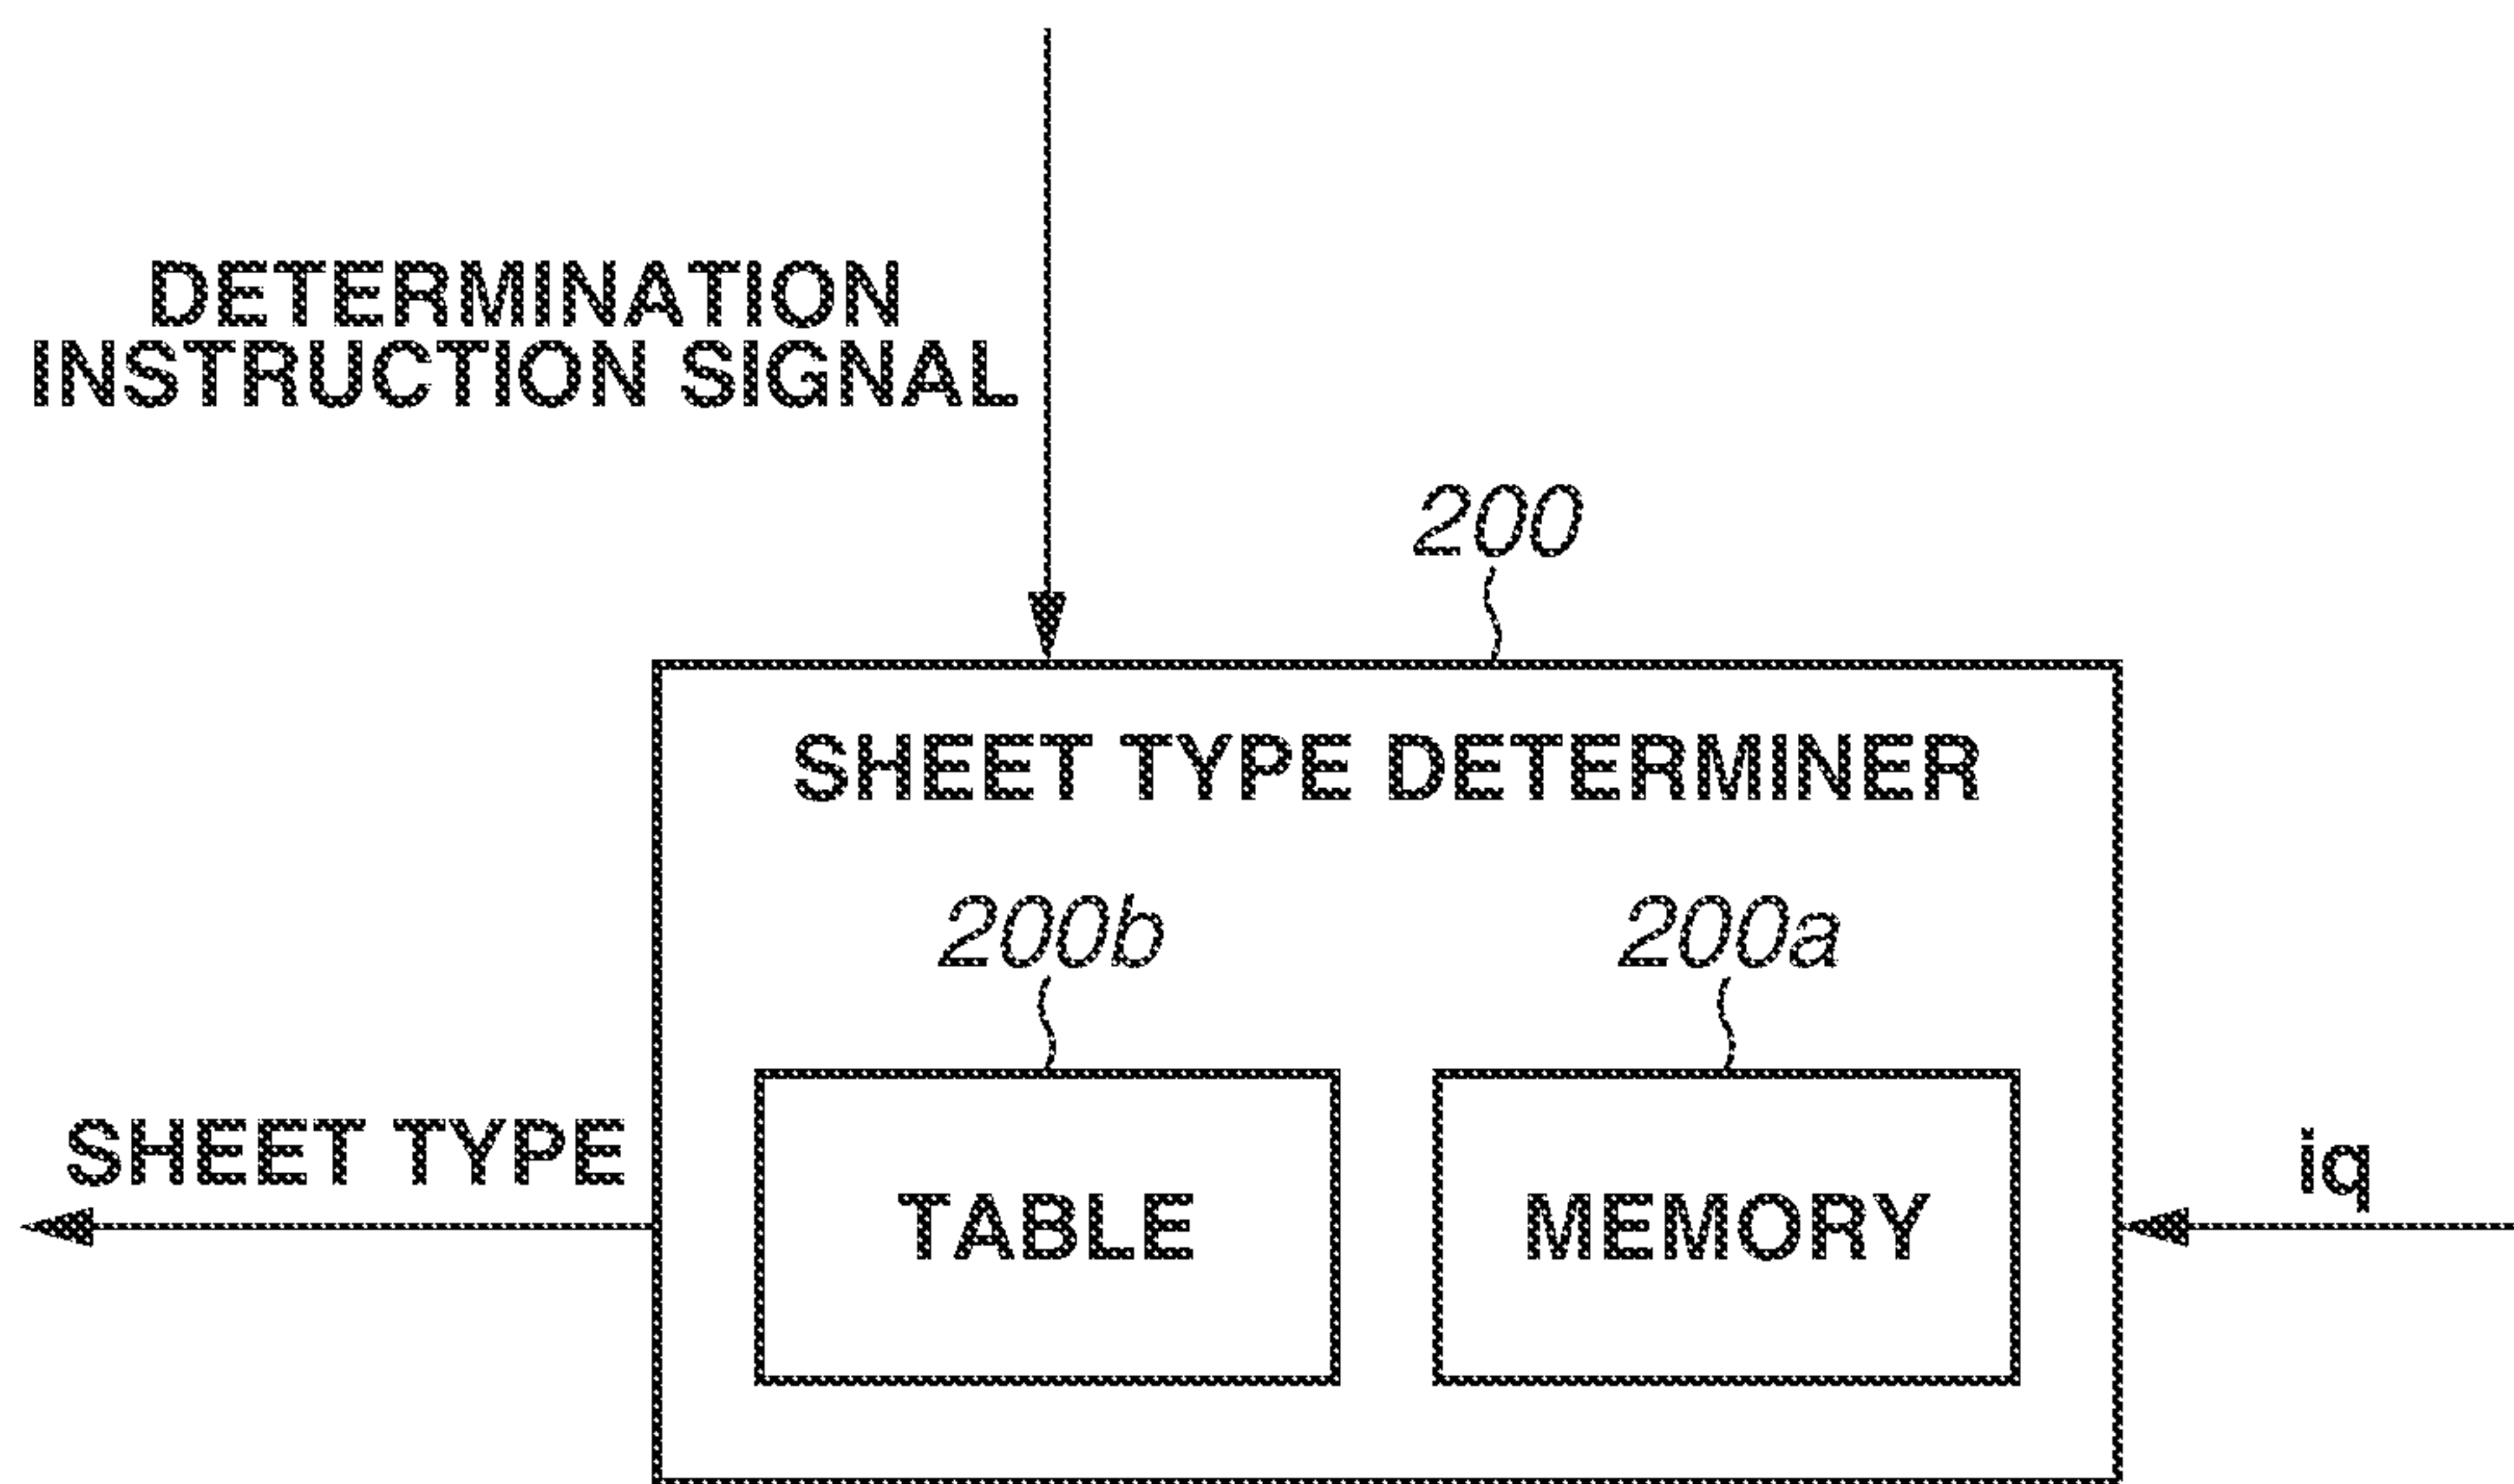 DETERMINATION
INSTRUCTION SIGNAL
200
SHEET TYPE DETERMINER
200b
200a
SHEET TYPE
TABLE
MEMORY
iq